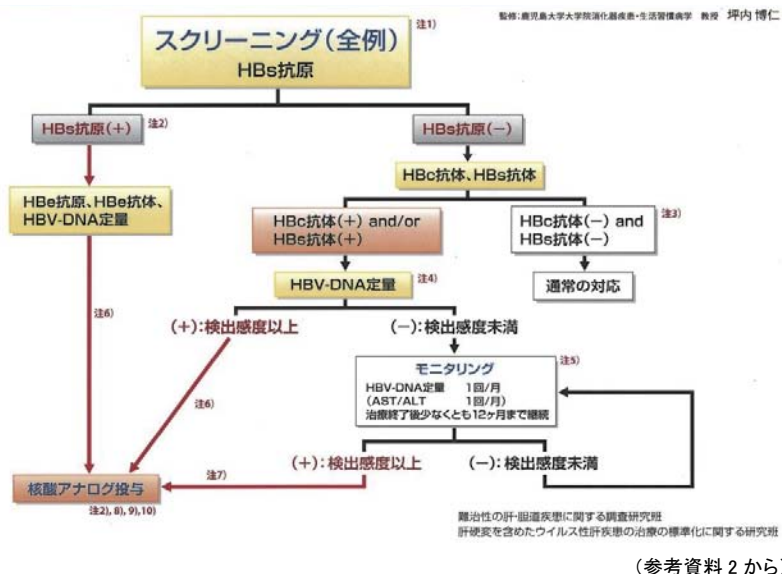 監修:鹿児島大学大学院消化器疾患・生活習慣病学 教授 坪内 博仁
スクリーニング(全例)
HBs抗原
注1)
HBs抗原(+)
注2)
HBs抗原(-)
HBe抗原、HBe抗体、
HBV-DNA定量
HBc抗体、HBs抗体
HBc抗体(+) and/or
HBs抗体(+)
HBc抗体(-) and
HBs抗体(-)
注3)
HBV-DNA定量
注4)
通常の対応
注6)
(+):検出感度以上
(-):検出感度未満
注6)
モニタリング
注5)
HBV-DNA定量 1回/月
(AST/ALT 1回/月)
治療終了後少なくとも12ヶ月まで継続
(+):検出感度以上
(-):検出感度未満
注7)
核酸アナログ投与
注2), 8), 9), 10)
難治性の肝・胆道疾患に関する調査研究班
肝硬変を含めたウイルス性肝疾患の治療の標準化に関する研究班
(参考資料 2 から)